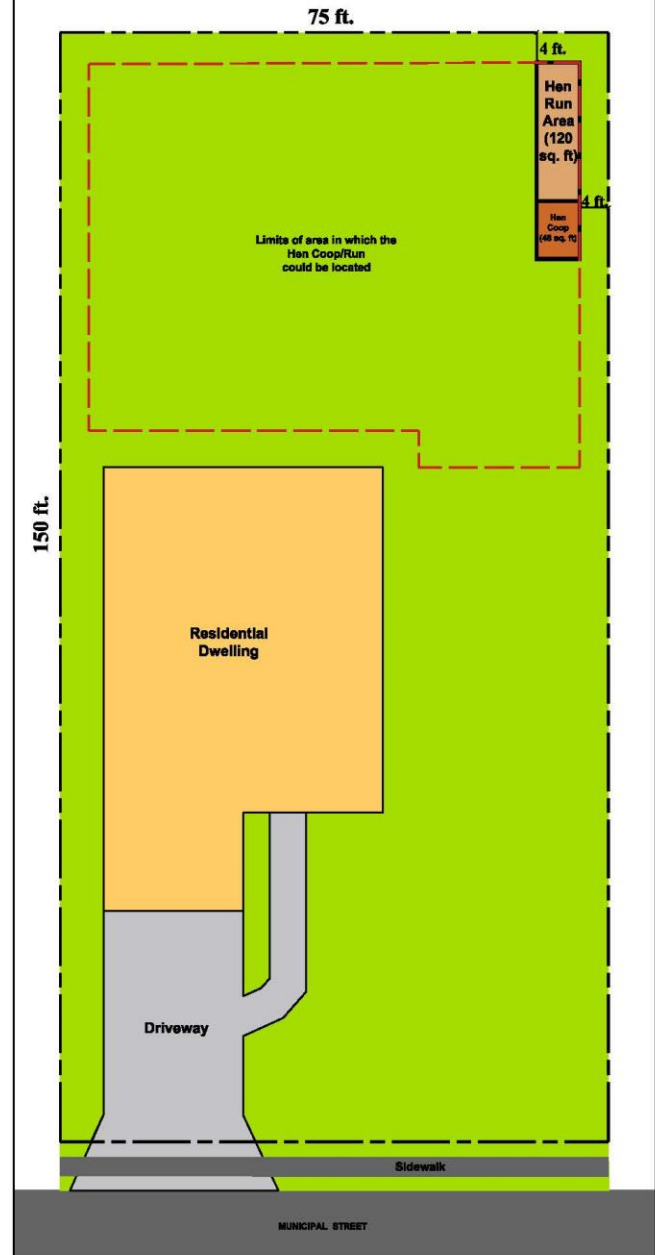 75 ft.
4 ft.
Hen
Run
Area
(120
sq. ft)
4 ft.
Hen
Coop
(48 sq. ft)
Limits of area in which the
Hen Coop/Run
could be located
150 ft.
Residential
Dwelling
Driveway
Sidewalk
MUNICIPAL STREET